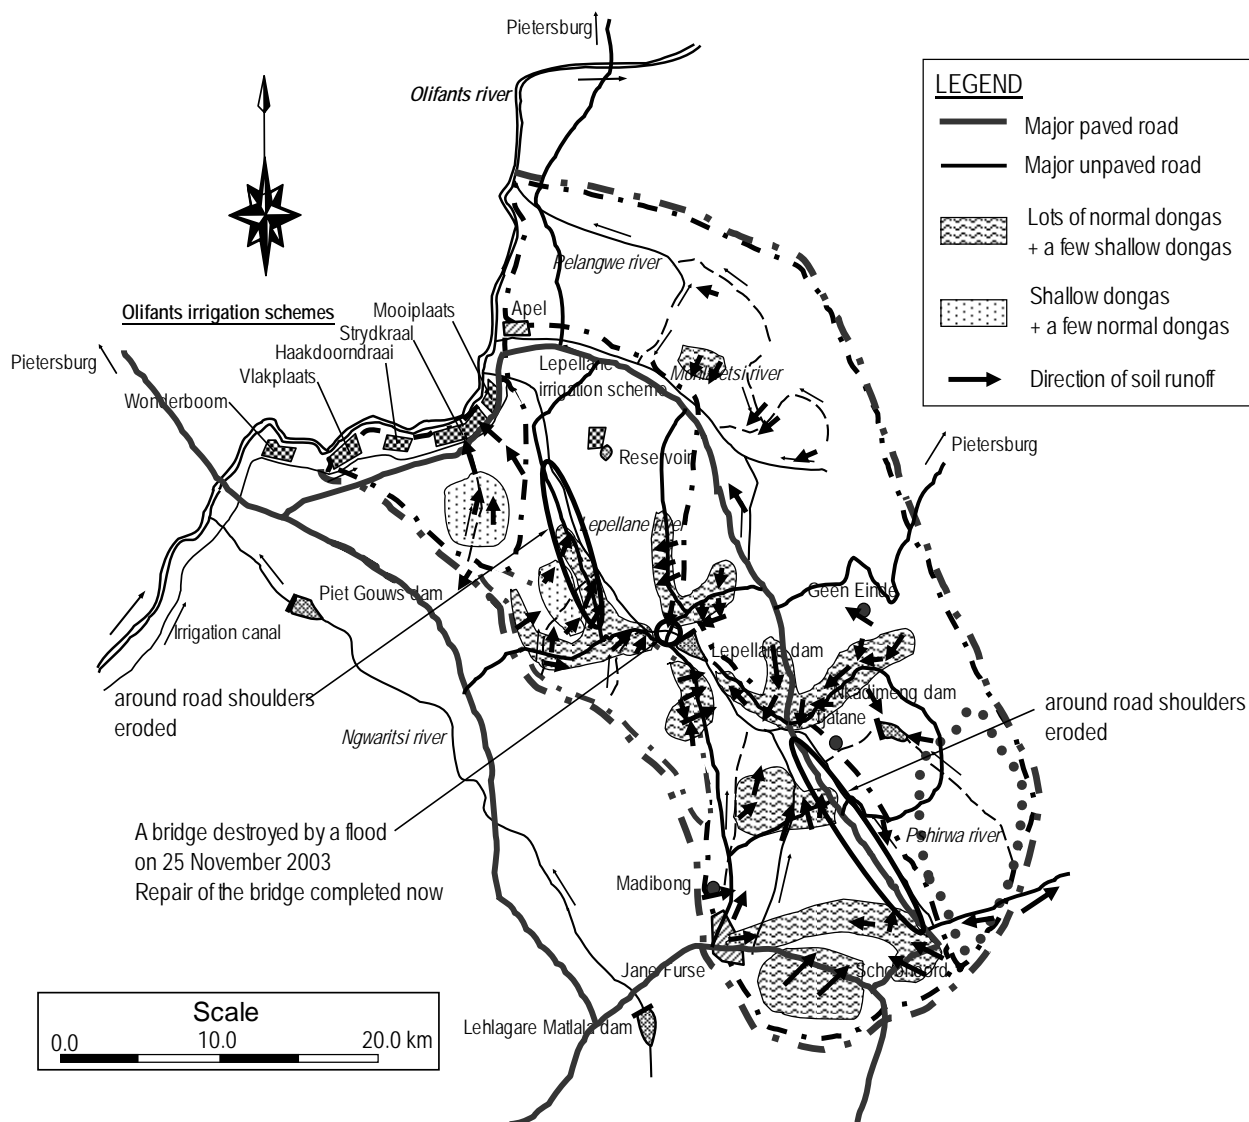 Pietersburg
Olifants river
LEGEND
Major paved road
Major unpaved road
Lots of normal dongas
+ a few shallow dongas
Shallow dongas
+ a few normal dongas
Direction of soil runoff
Pelangwe river
Olifants irrigation schemes
Mooiplaats
Apel
Strydkraal
Haakdoorndraai
Vlakplaats
Wonderboom
Pietersburg
Lepellane
irrigation scheme
Mohlaetsi river
Pietersburg
Reservoir
Lepellane river
Piet Gouws dam
Irrigation canal
Geen Einde
Lepellane dam
around road shoulders
eroded
Nkadimeng dam
Tjatane
around road shoulders
eroded
Ngwaritsi river
A bridge destroyed by a flood
on 25 November 2003
Repair of the bridge completed now
Pshirwa river
Madibong
Jane Furse
Schoonoord
Lehlagare Matlala dam
Scale
0.0 10.0 20.0 km